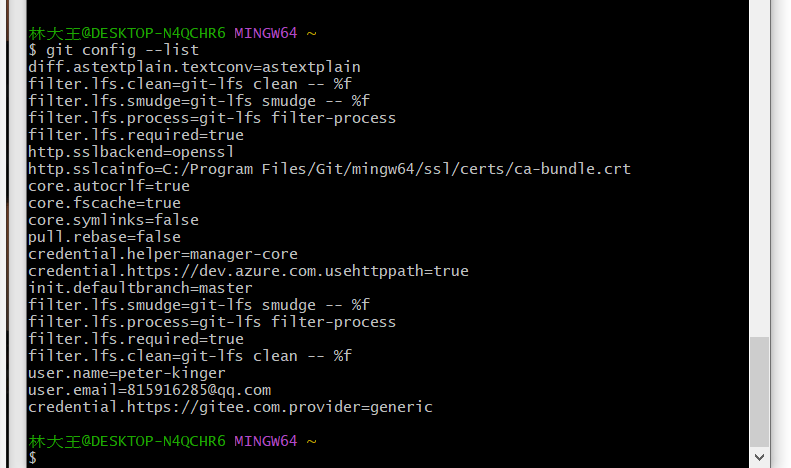 林大王@DESKTOP-N4QCHR6 MINGW64 ~
$ git config --list
diff.astextplain.textconv=astextplain
filter.lfs.clean=git-lfs clean -- %f
filter.lfs.smudge=git-lfs smudge -- %f
filter.lfs.process=git-lfs filter-process
filter.lfs.required=true
http.sslbackend=openssl
http.sslcainfo=C:/Program Files/Git/mingw64/ssl/certs/ca-bundle.crt
core.autocrlf=true
core.fscache=true
core.symlinks=false
pull.rebase=false
credential.helper=manager-core
credential.https://dev.azure.com.usehttppath=true
init.defaultbranch=master
filter.lfs.smudge=git-lfs smudge -- %f
filter.lfs.process=git-lfs filter-process
filter.lfs.required=true
filter.lfs.clean=git-lfs clean -- %f
user.name=peter-kinger
user.email=815916285@qq.com
credential.https://gitee.com.provider=generic
林大王@DESKTOP-N4QCHR6 MINGW64 ~
$